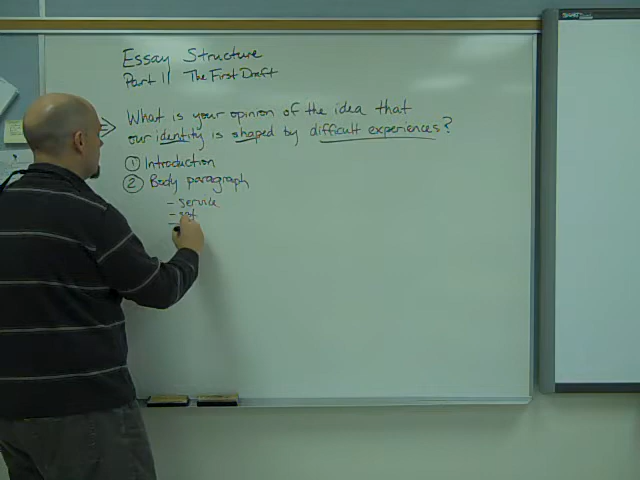 Essay Structure
Part II The First Draft
What is your opinion of the idea that
our identity is shaped by difficult experiences?
① Introduction
② Body paragraph
- service
-
-